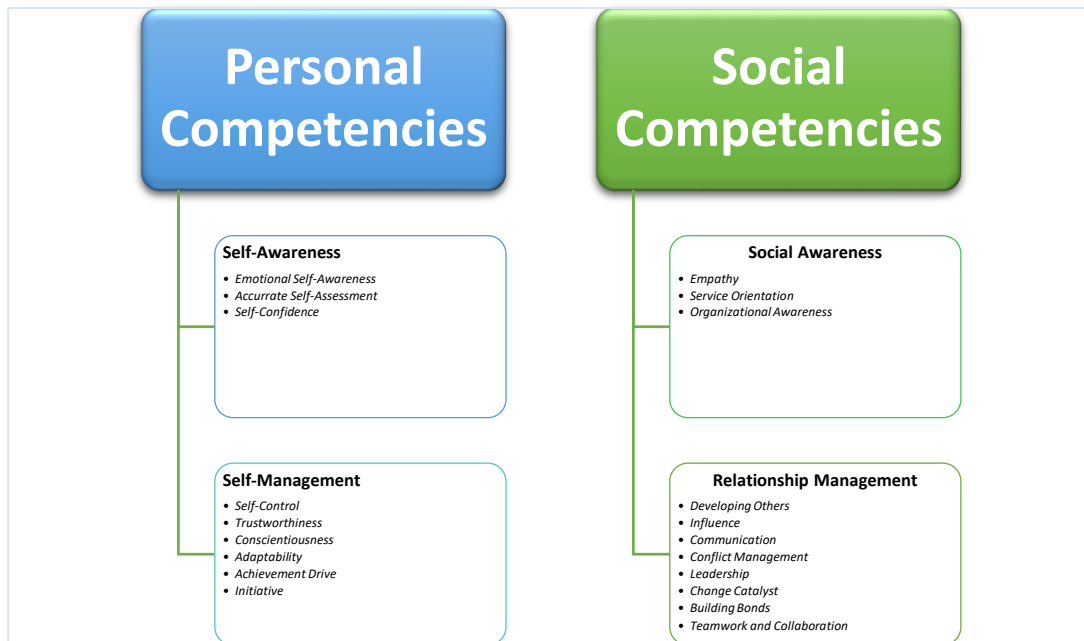 Personal
Competencies
Self-Awareness
• Emotional Self-Awareness
• Accurrate Self-Assessment
• Self-Confidence
Self-Management
• Self-Control
• Trustworthiness
• Conscientiousness
• Adaptability
• Achievement Drive
• Initiative
Social
Competencies
Social Awareness
• Empathy
• Service Orientation
• Organizational Awareness
Relationship Management
• Developing Others
• Influence
• Communication
• Conflict Management
• Leadership
• Change Catalyst
• Building Bonds
• Teamwork and Collaboration